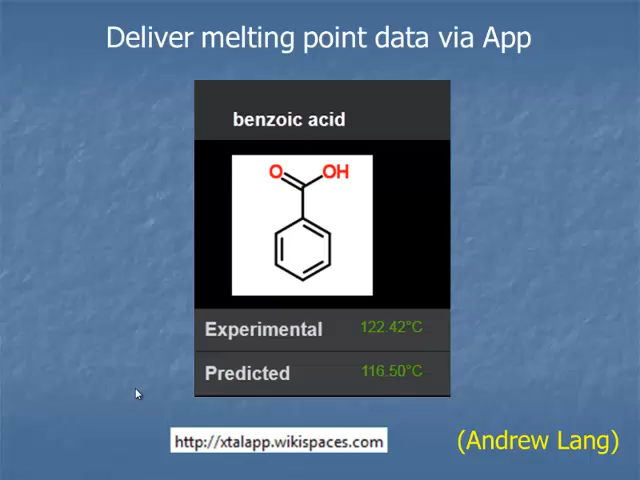 Deliver melting point data via App
benzoic acid
O OH
Experimental 122.42°C
Predicted 116.50°C
http://xtalapp.wikispaces.com
(Andrew Lang)